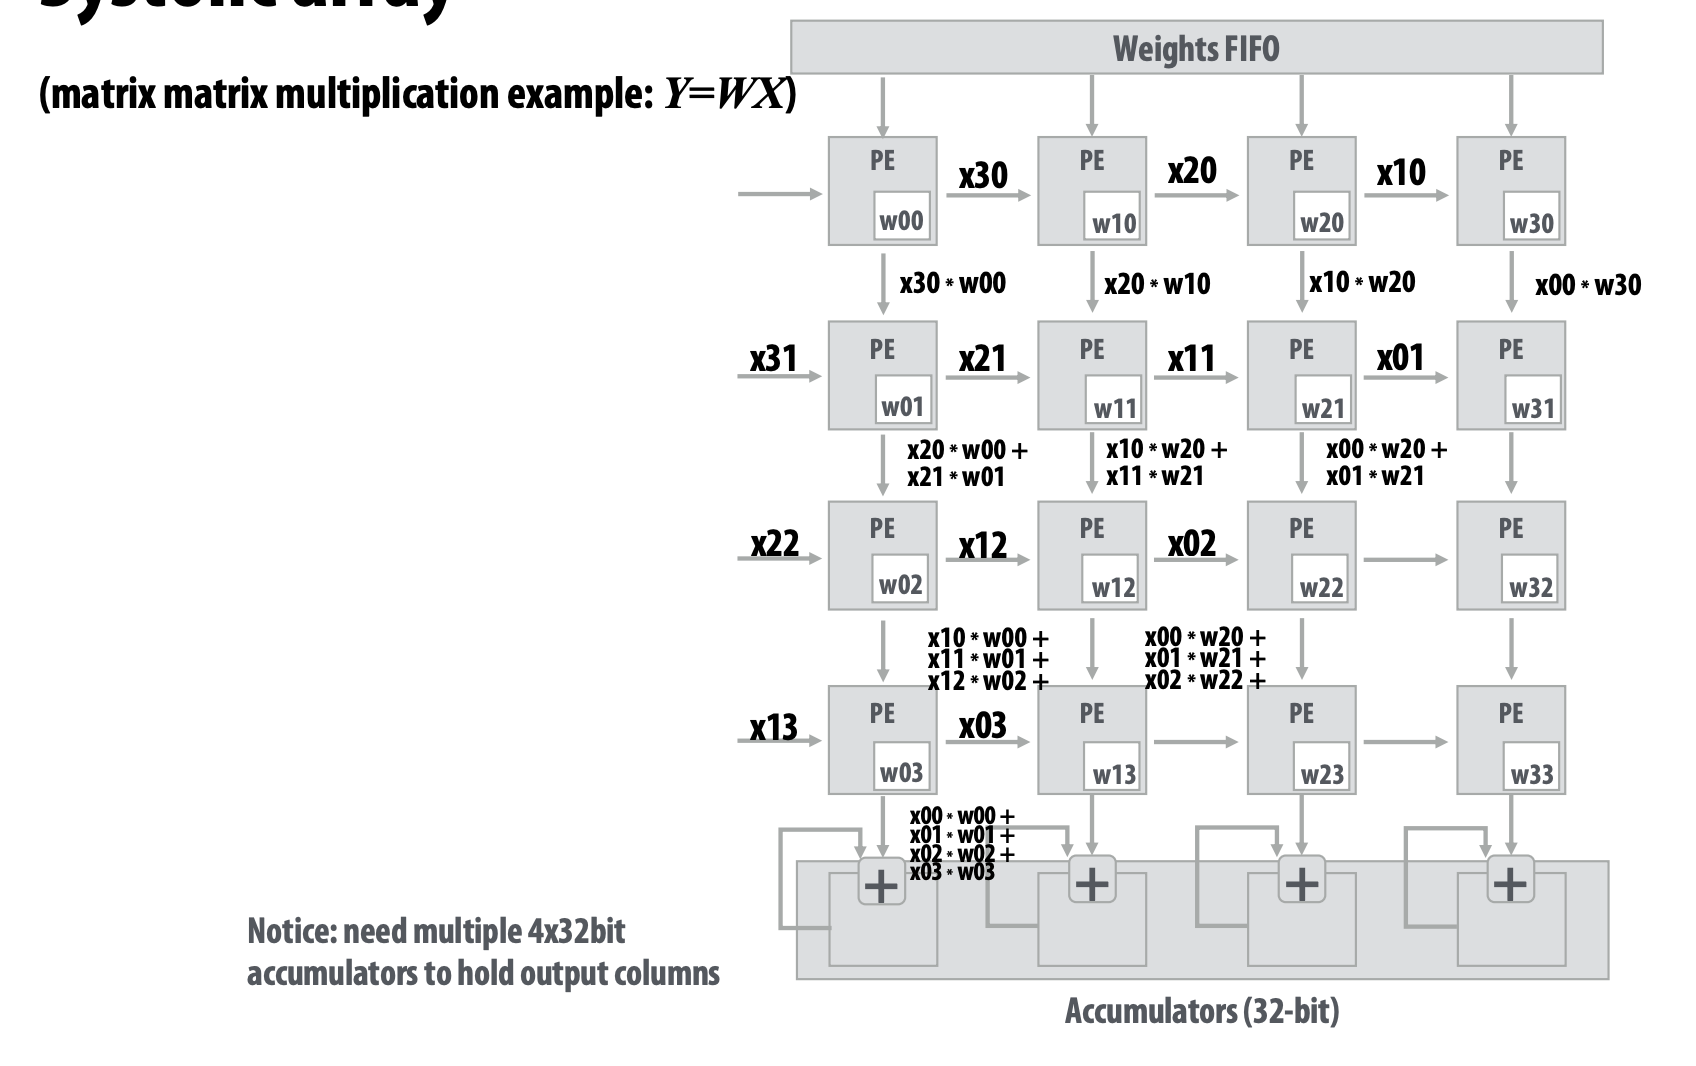 Systolic array
(matrix matrix multiplication example: Y=WX)
Weights FIFO
PE
w00
x30
PE
w10
x20
PE
w20
x10
PE
w30
x30 * w00
x20 * w10
x10 * w20
x00 * w30
x31
PE
w01
x21
PE
w11
x11
PE
w21
x01
PE
w31
x20 * w00 +
x21 * w01
x10 * w20 +
x11 * w21
x00 * w20 +
x01 * w21
x22
PE
w02
x12
PE
w12
x02
PE
w22
PE
w32
x10 * w00 +
x11 * w01 +
x12 * w02 +
x00 * w20 +
x01 * w21 +
x02 * w22 +
x13
PE
w03
x03
PE
w13
PE
w23
PE
w33
x00 * w00 +
x01 * w01 +
x02 * w02 +
x03 * w03
+
+
+
+
Notice: need multiple 4x32bit
accumulators to hold output columns
Accumulators (32-bit)